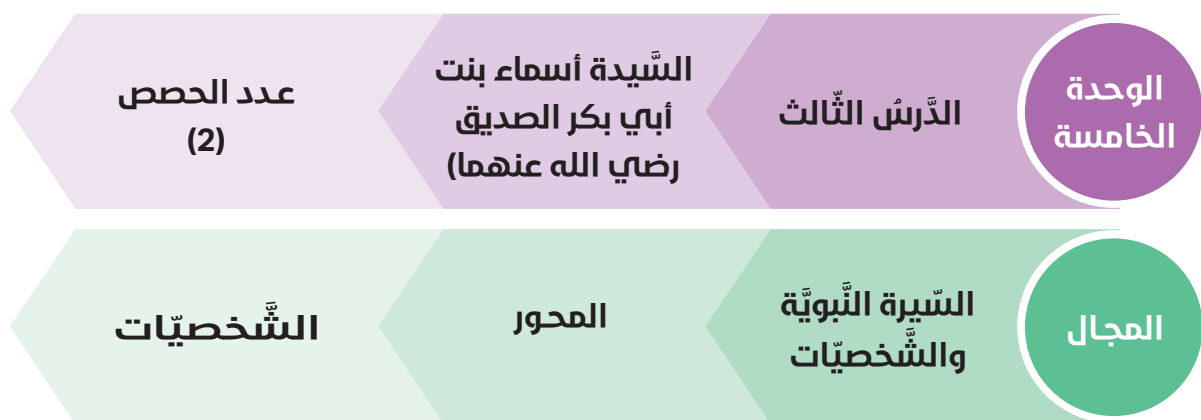 الوحدة
الخامسة
الدَّرسُ الثّالث
السَّيدة أسماء بنت
أبي بكر الصديق
رضي الله عنهما)
عدد الحصص
(2)
المجال
السّيرة النَّبويَّة
والشَّخصيّات
المحور
الشَّخصيّات